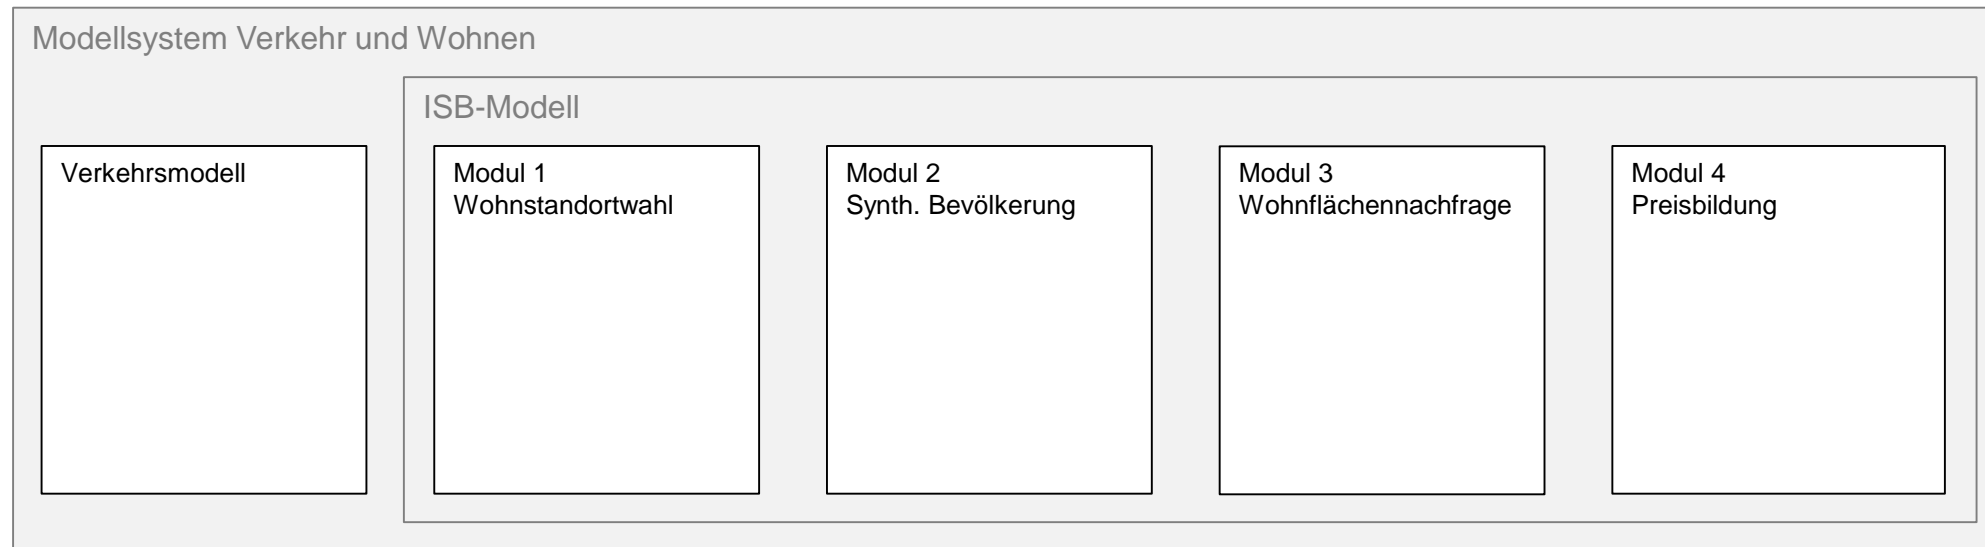 Modellsystem Verkehr und Wohnen
ISB-Modell
Verkehrsmodell
Modul 1
Wohnstandortwahl
Modul 2
Synth. Bevölkerung
Modul 3
Wohnflächennachfrage
Modul 4
Preisbildung